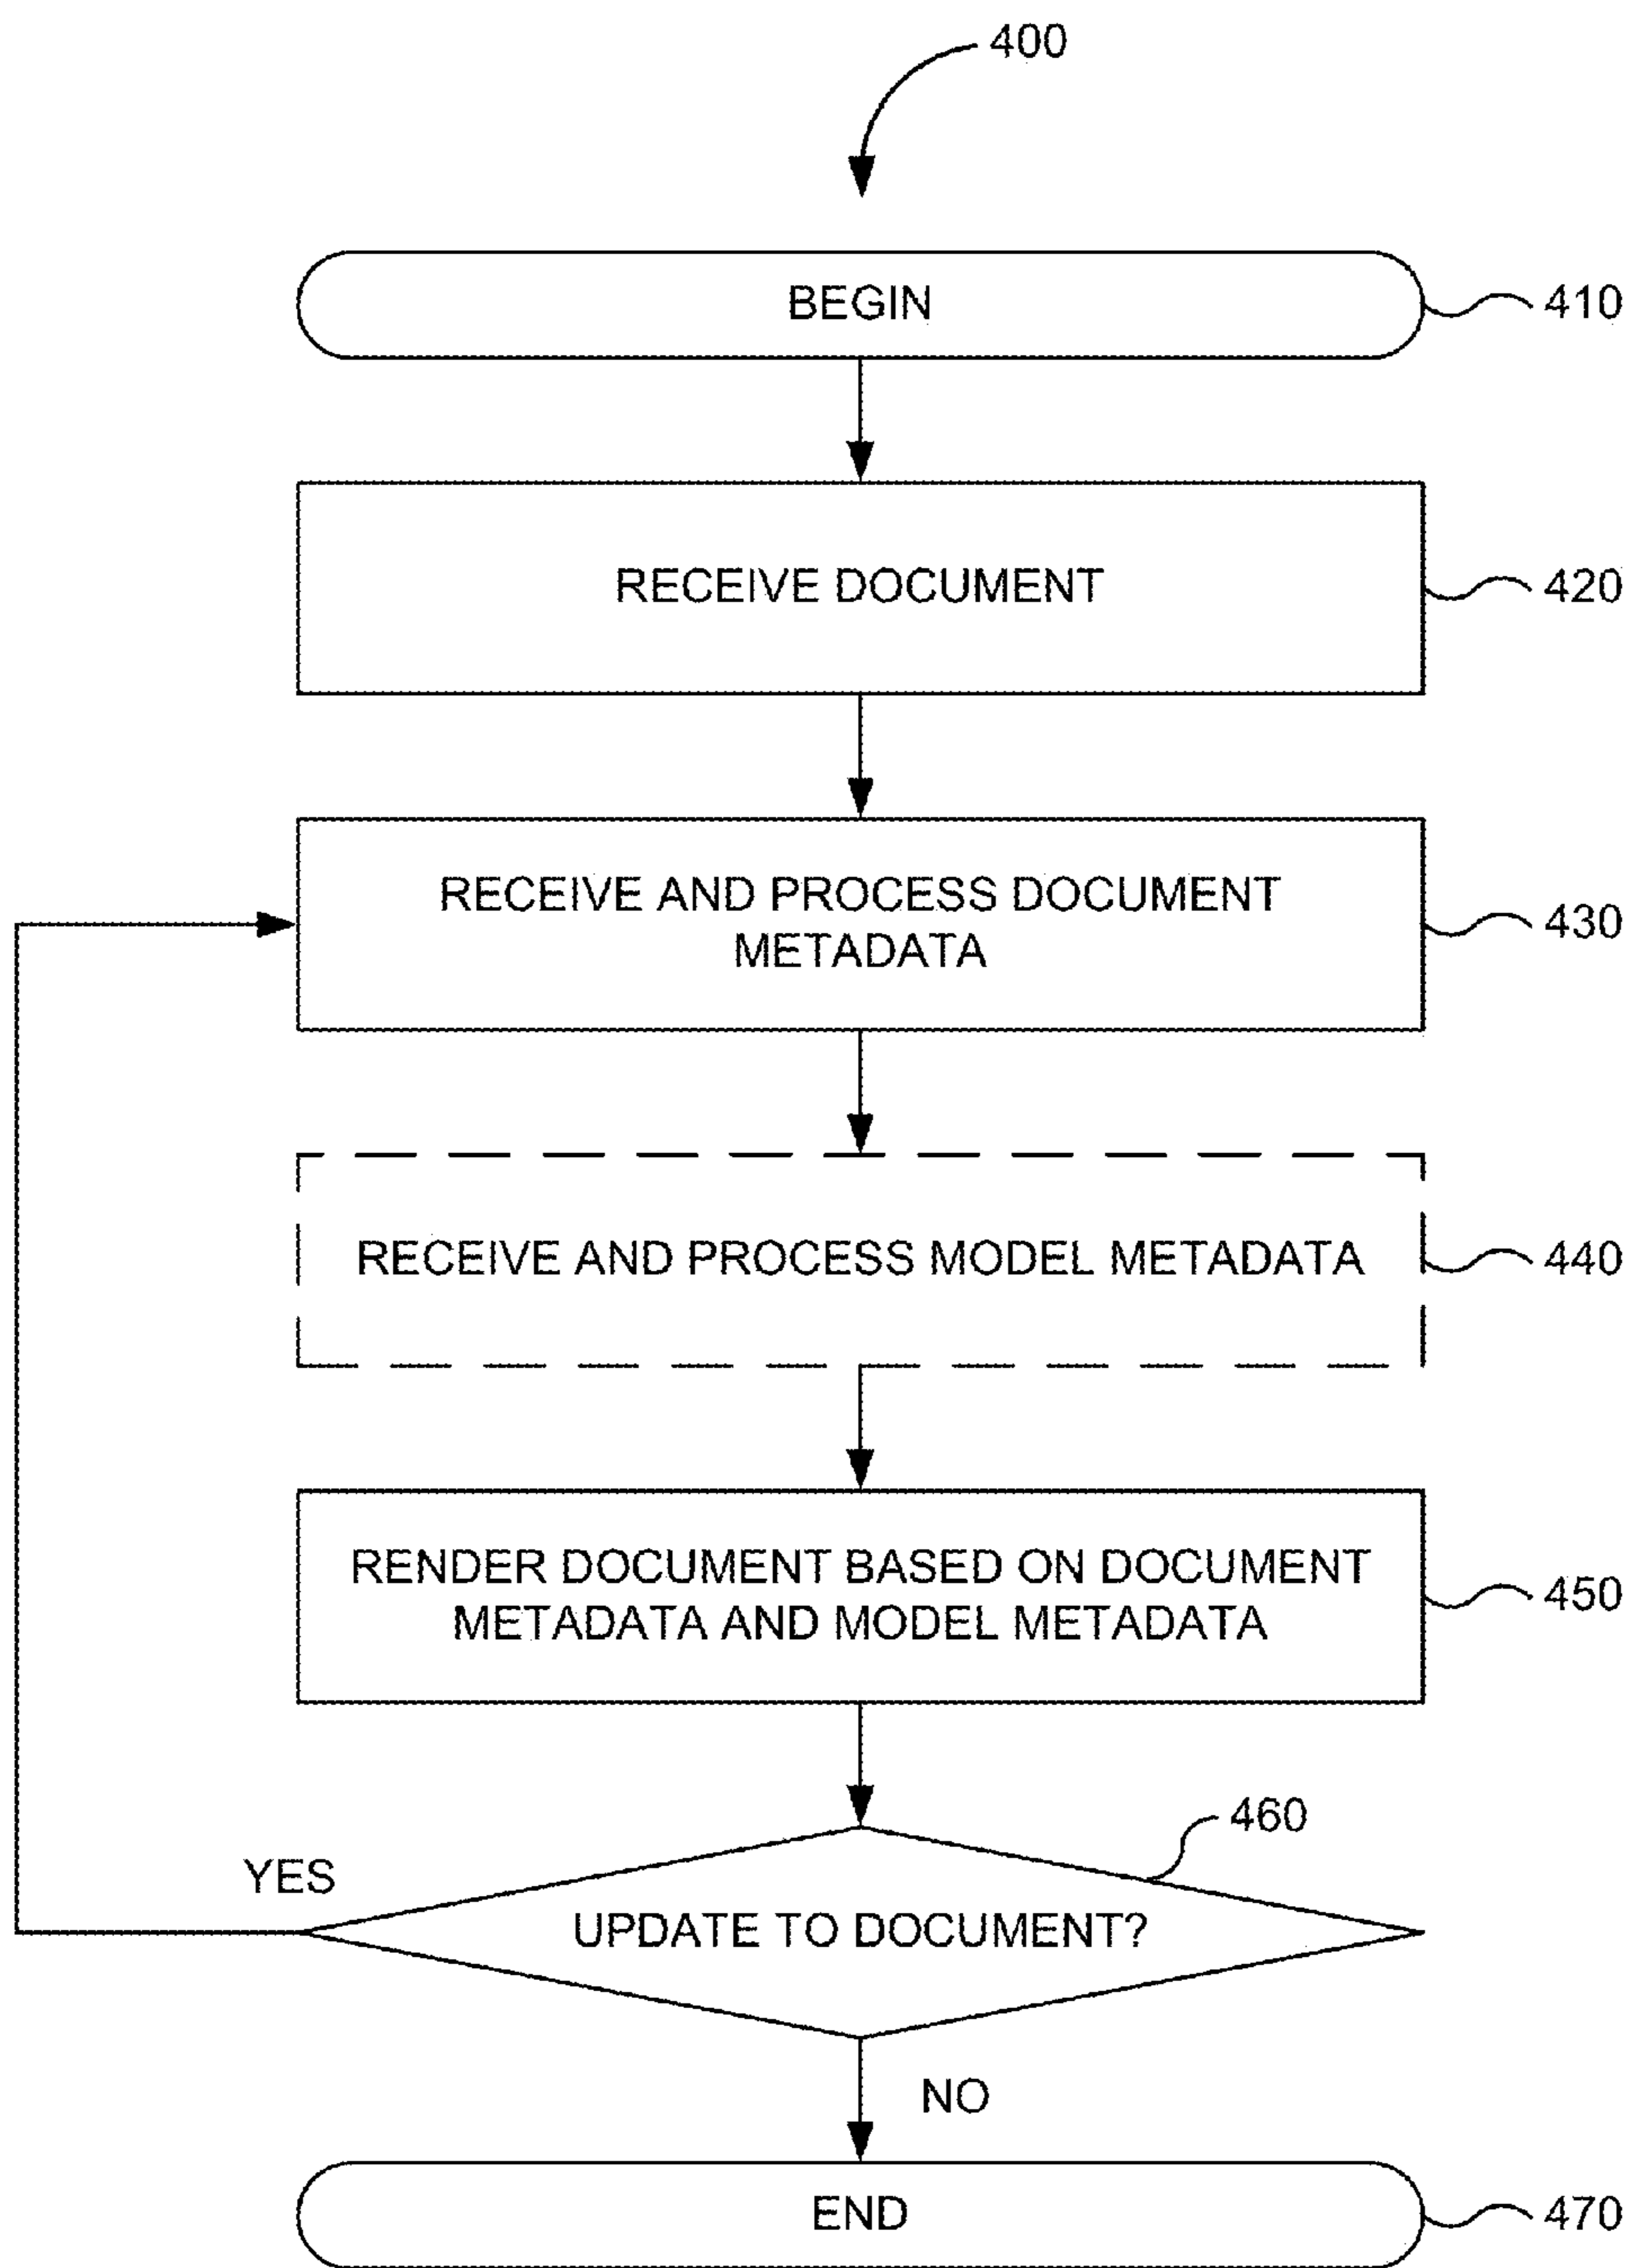 400
BEGIN
410
RECEIVE DOCUMENT
420
RECEIVE AND PROCESS DOCUMENT
METADATA
430
RECEIVE AND PROCESS MODEL METADATA
440
RENDER DOCUMENT BASED ON DOCUMENT
METADATA AND MODEL METADATA
450
460
YES
UPDATE TO DOCUMENT?
NO
END
470